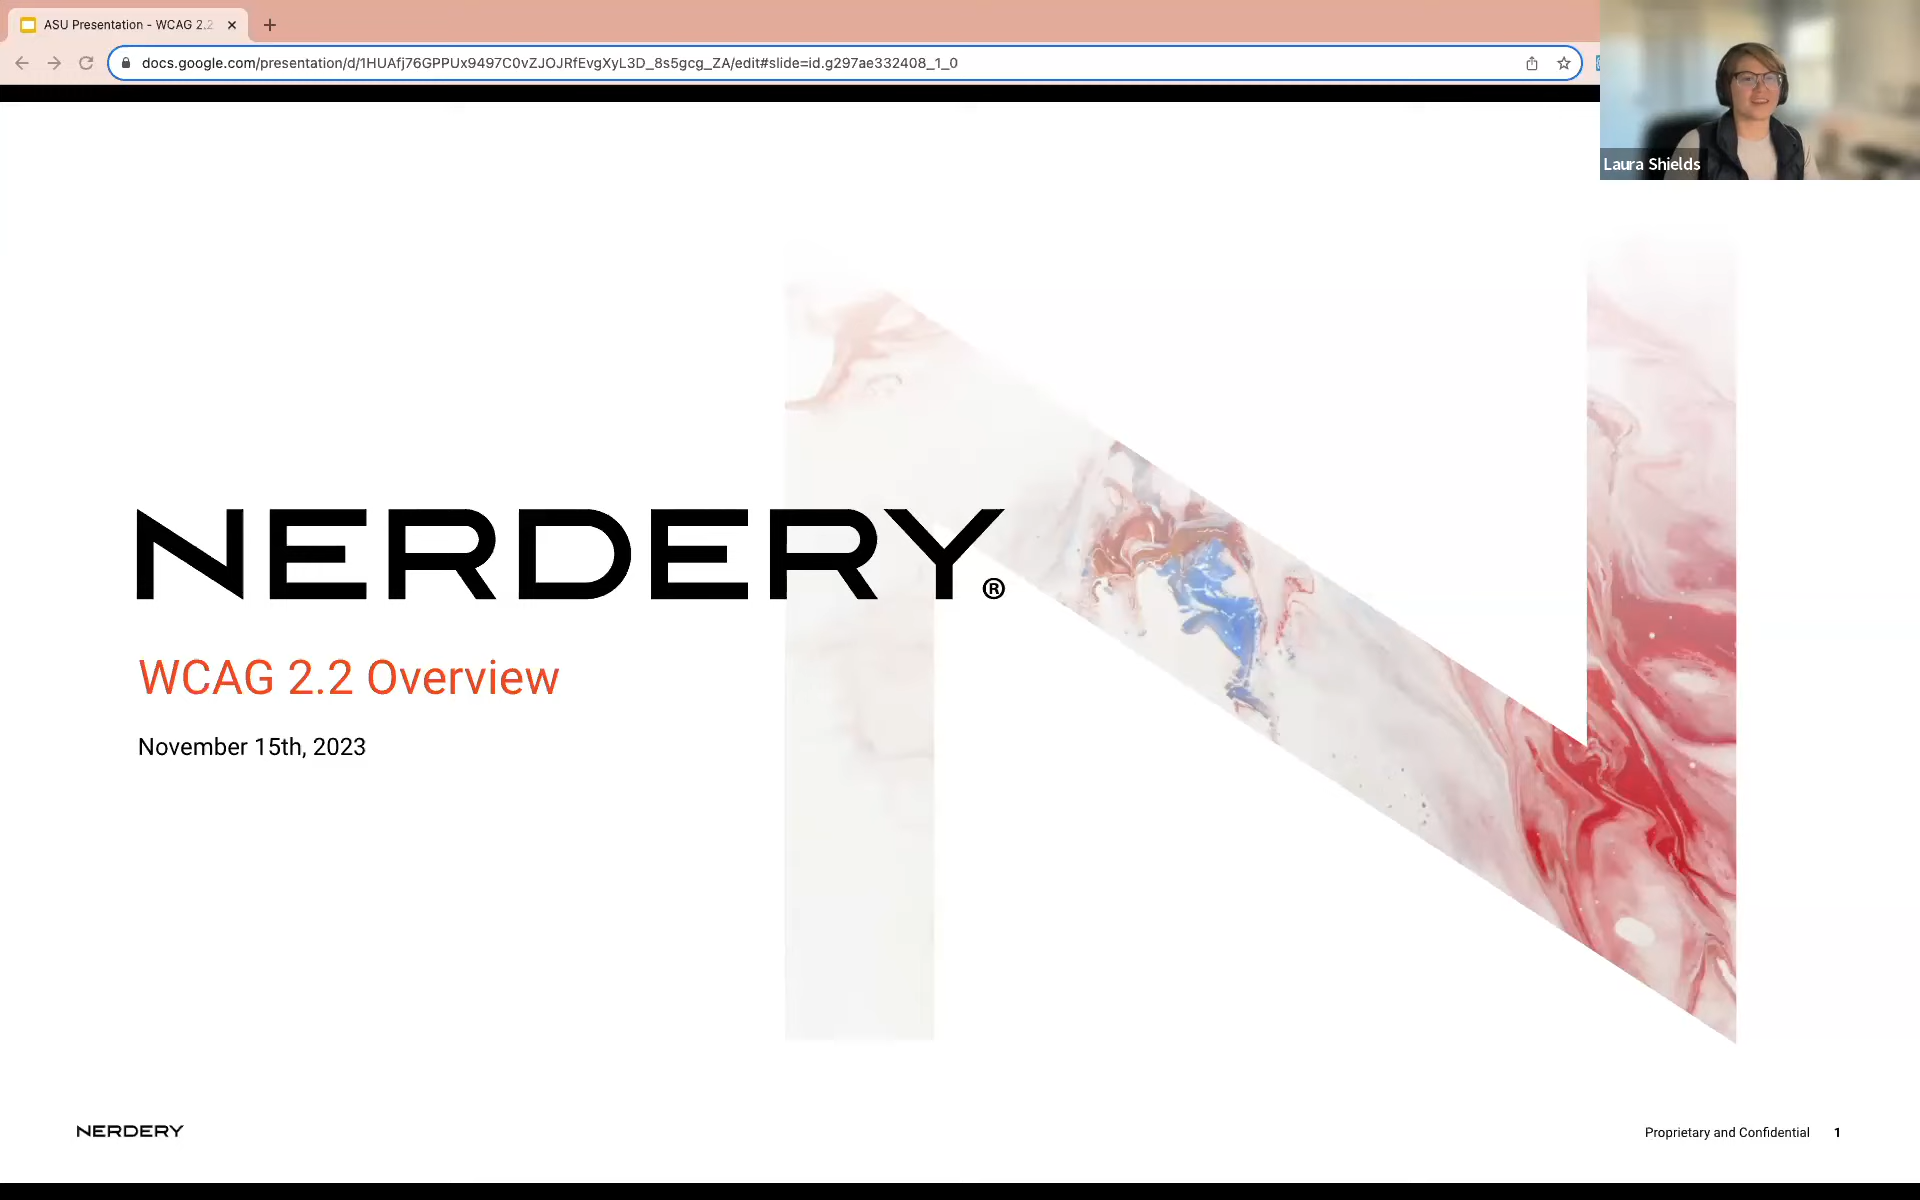 ASU Presentation - WCAG 2.2
docs.google.com/presentation/d/1HUAfj76GPPUx9497C0vZJOJRfEvgXyL3D_8s5gcg_ZA/edit#slide=id.g297ae332408_1_0
Laura Shields
NERDERY®
WCAG 2.2 Overview
November 15th, 2023
NERDERY
Proprietary and Confidential 1